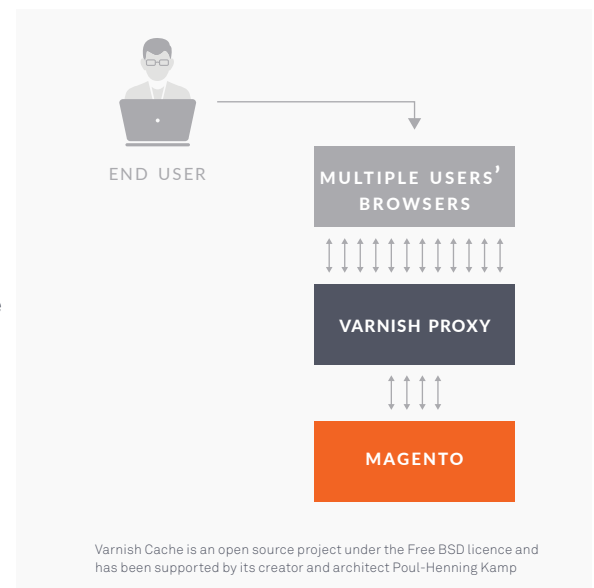 END USER
MULTIPLE USERS'
BROWSERS
VARNISH PROXY
MAGENTO
Varnish Cache is an open source project under the Free BSD licence and
has been supported by its creator and architect Poul-Henning Kamp